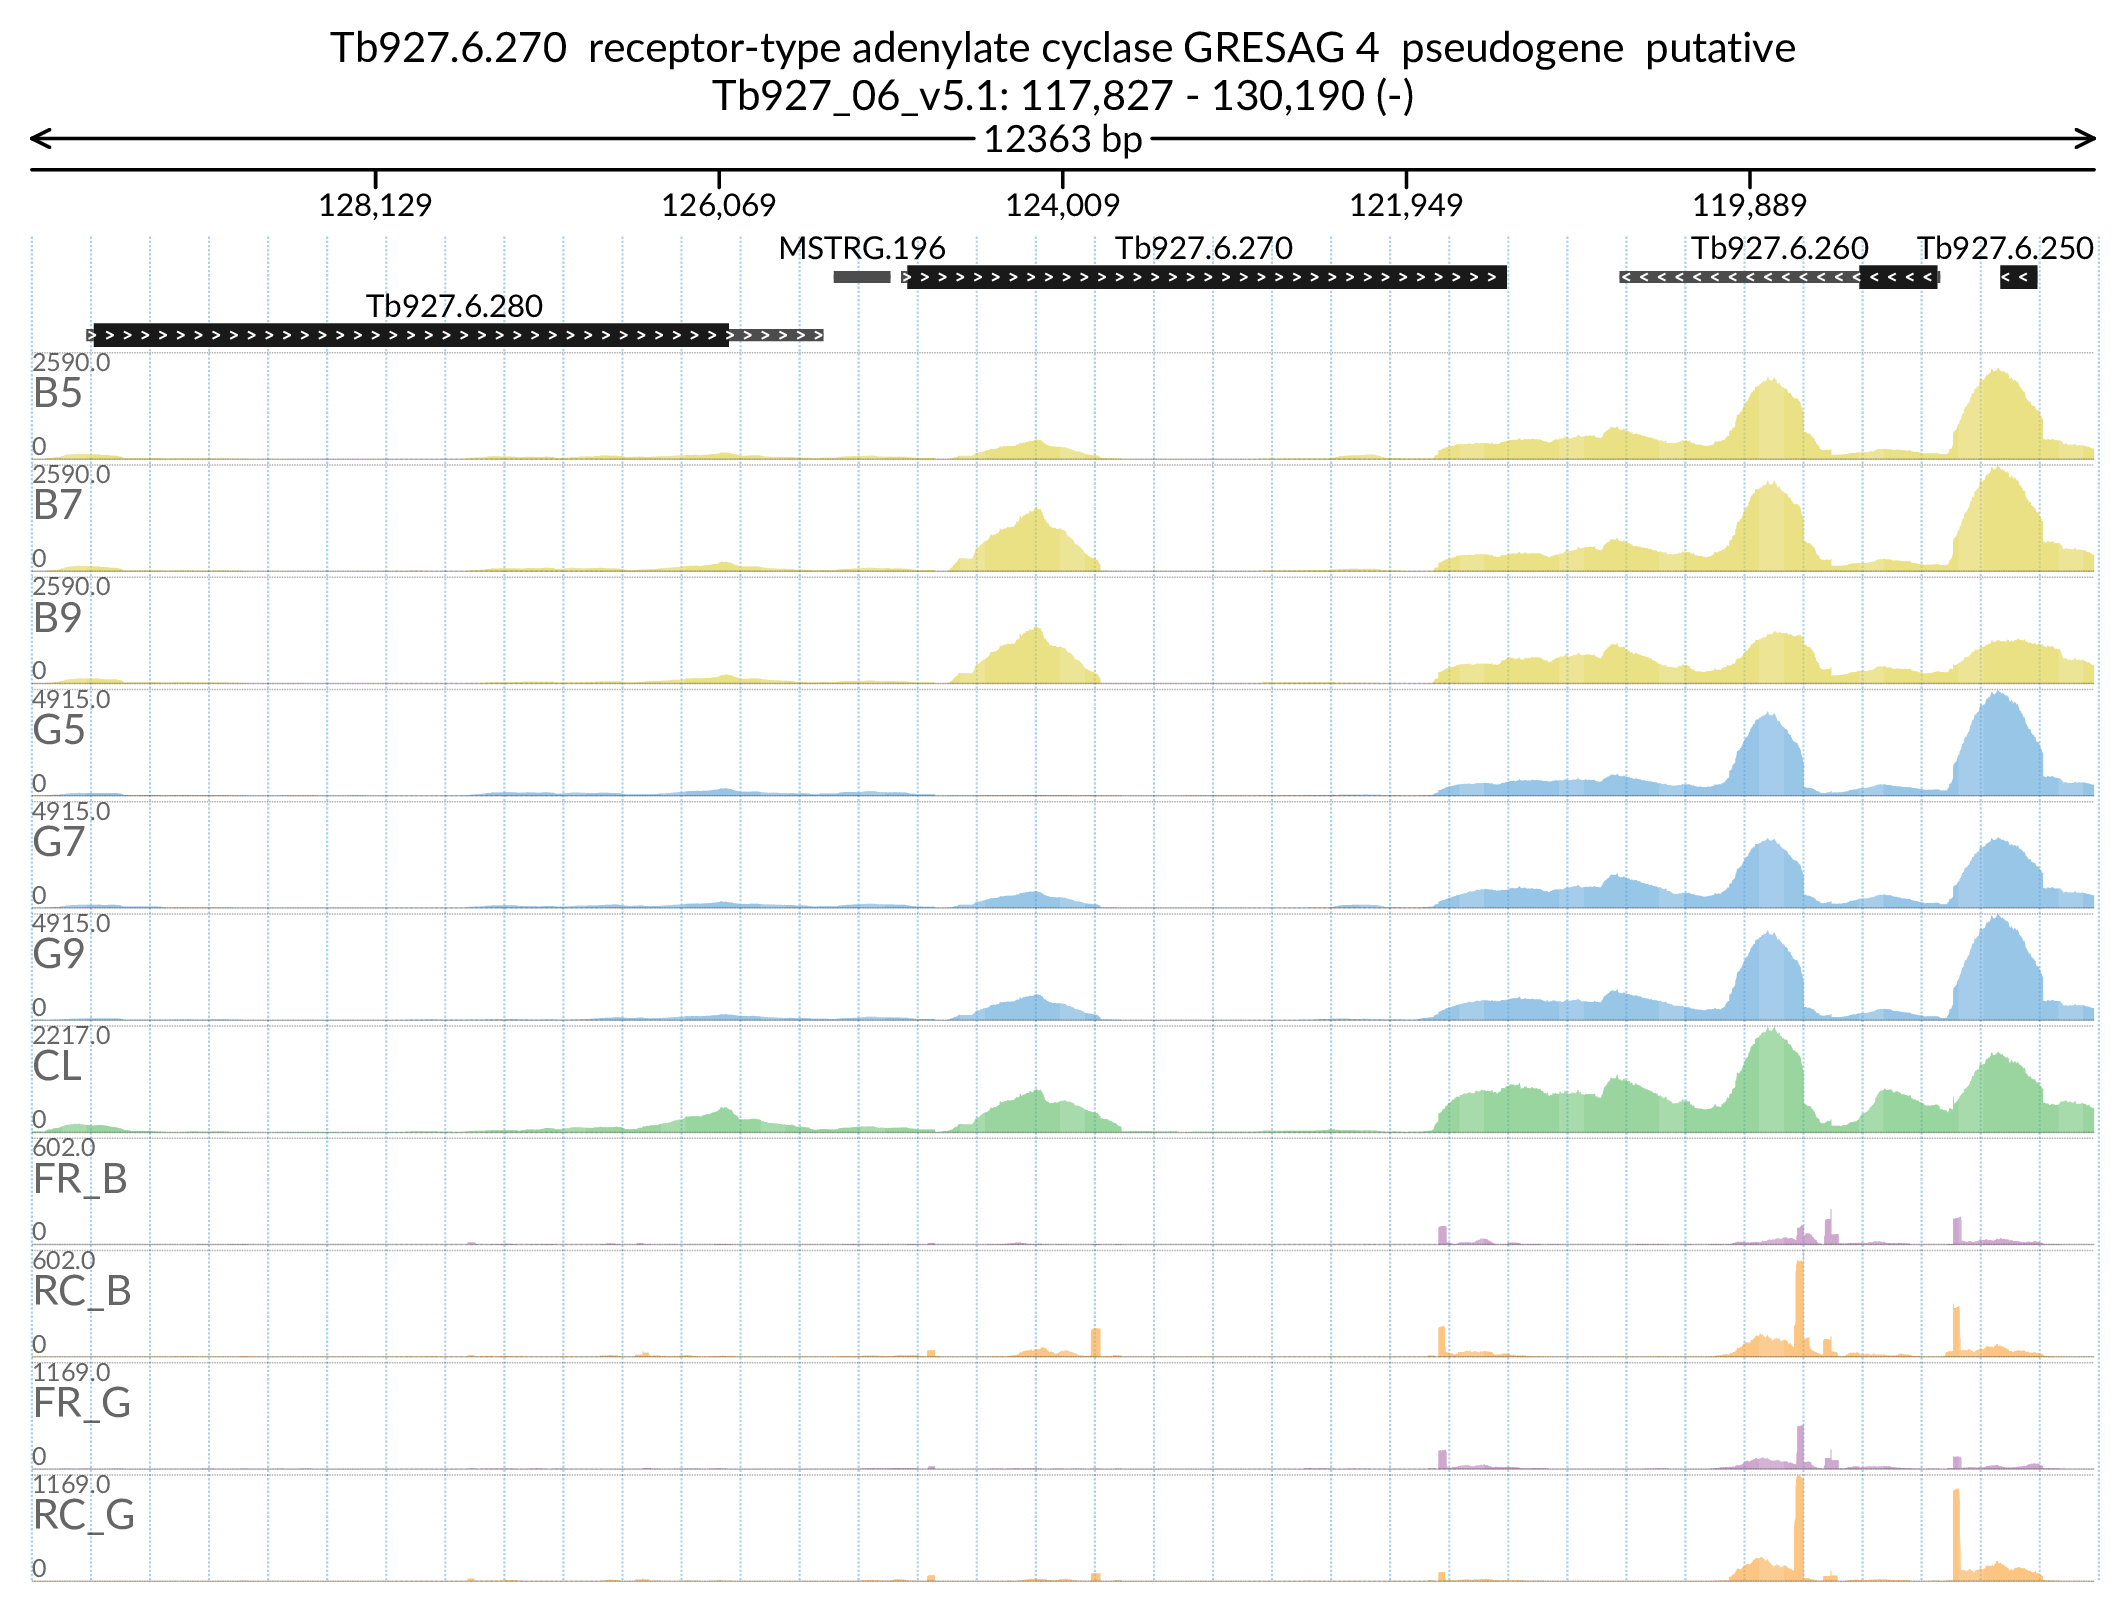 Tb927.6.270 receptor-type adenylate cyclase GRESAG 4 pseudogene putative
Tb927_06_v5.1: 117,827 - 130,190 (-)
12363 bp
128,129 126,069 124,009 121,949 119,889
MSTRG.196 Tb927.6.270 Tb927.6.260 Tb927.6.250
Tb927.6.280
2590.0
B5
0
2590.0
B7
0
2590.0
B9
0
4915.0
G5
0
4915.0
G7
0
4915.0
G9
0
2217.0
CL
0
602.0
FR_B
0
602.0
RC_B
0
1169.0
FR_G
0
1169.0
RC_G
0